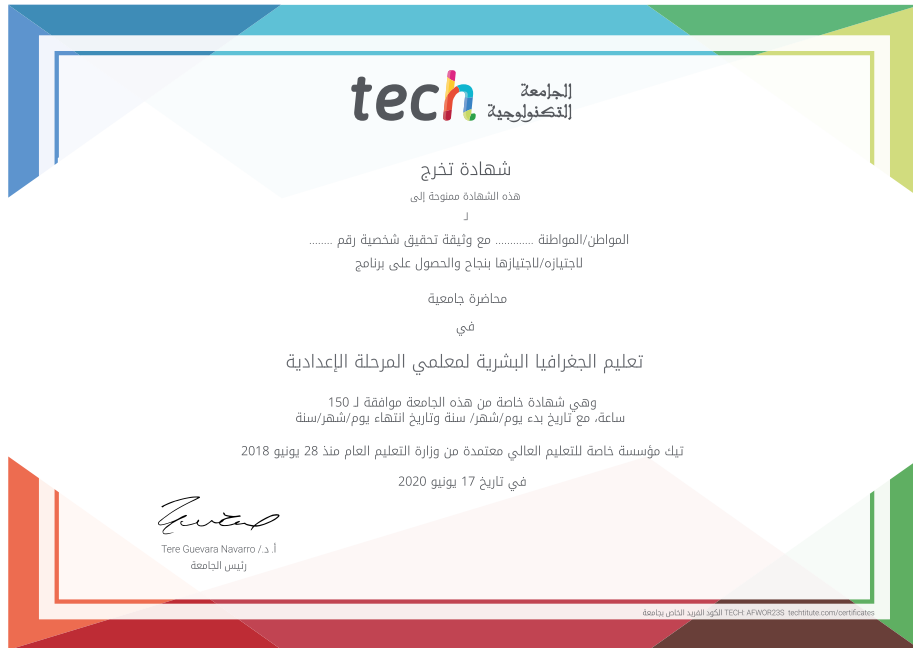 tech الجامعة التكنولوجية
شهادة تخرج
هذه الشهادة ممنوحة إلى
لـ
المواطن/المواطنة ............ مع وثيقة تحقيق شخصية رقم ........
لاجتيازه/لاجتيازها بنجاح والحصول على برنامج
محاضرة جامعية
في
تعليم الجغرافيا البشرية لمعلمي المرحلة الإعدادية
وهي شهادة خاصة من هذه الجامعة موافقة لـ 150
ساعة، مع تاريخ بدء يوم/شهر/ سنة وتاريخ انتهاء يوم/شهر/سنة
تيك مؤسسة خاصة للتعليم العالي معتمدة من وزارة التعليم العام منذ 28 يونيو 2018
في تاريخ 17 يونيو 2020
أ. د./ Tere Guevara Navarro
رئيس الجامعة
الكود الفريد الخاص بجامعة TECH: AFWOR23S techtitute.com/certificates